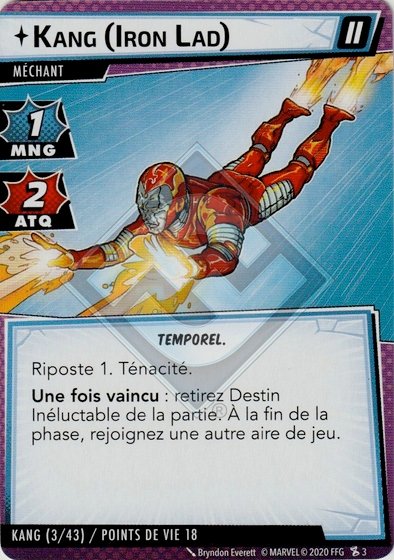 KANG (IRON LAD)
II
MÉCHANT
1
MNG
2
ATQ
TEMPOREL.
Riposte 1. Ténacité.
Une fois vaincu : retirez Destin
Inéluctable de la partie. À la fin de la
phase, rejoignez une autre aire de jeu.
KANG (3/43) / POINTS DE VIE 18
Bryndon Everett © MARVEL © 2020 FFG 3